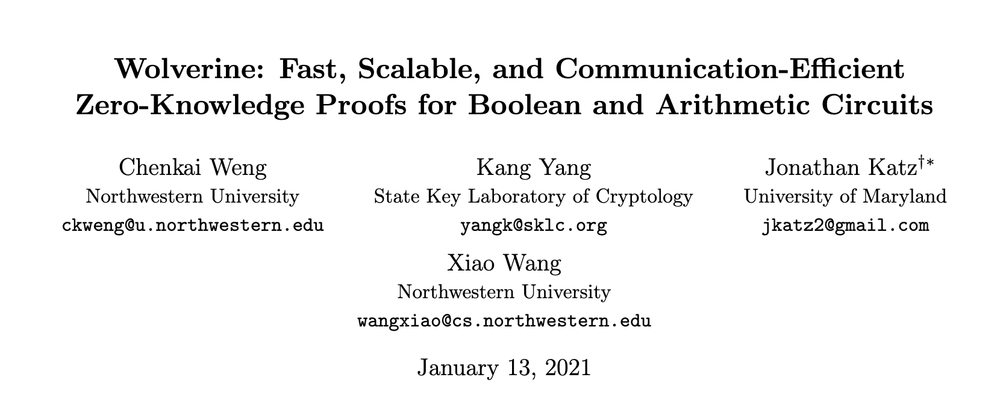 Wolverine: Fast, Scalable, and Communication-Efficient
Zero-Knowledge Proofs for Boolean and Arithmetic Circuits
Chenkai Weng
Northwestern University
ckweng@u.northwestern.edu
Kang Yang
State Key Laboratory of Cryptology
yangk@sklc.org
Jonathan Katz†*
University of Maryland
jkatz2@gmail.com
Xiao Wang
Northwestern University
wangxiao@cs.northwestern.edu
January 13, 2021